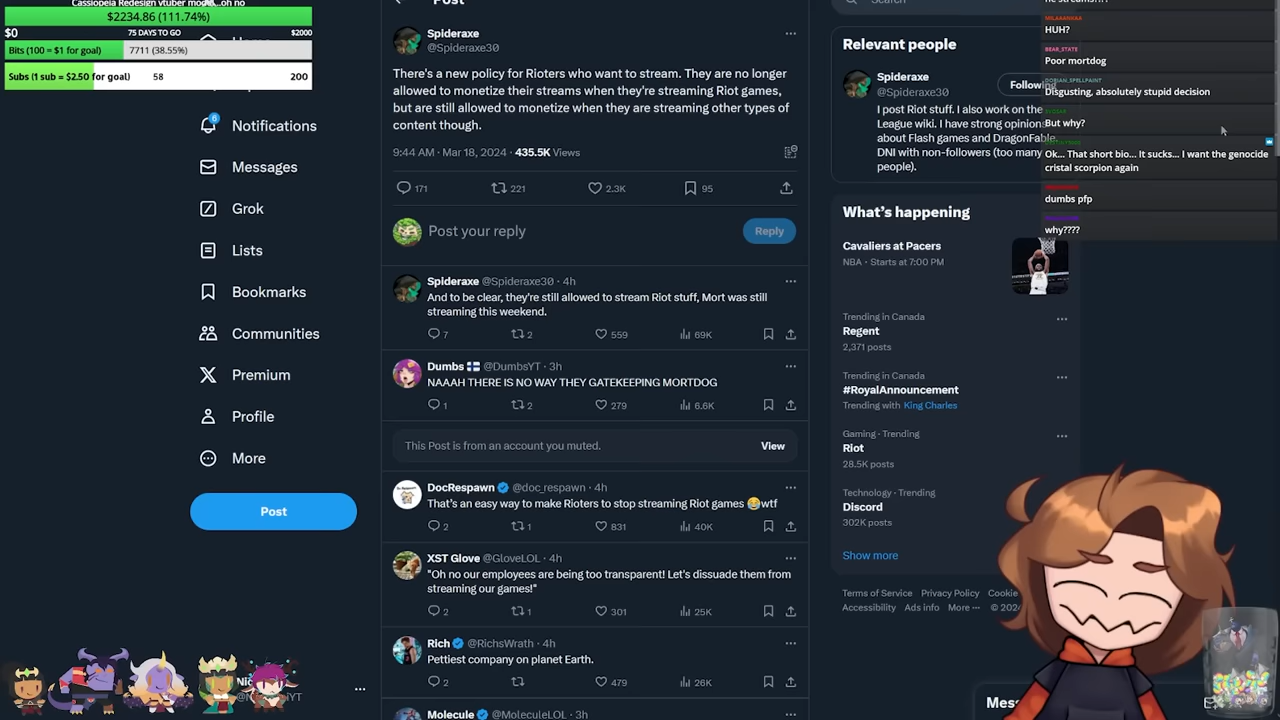 Cassiopeia Redesign vtuber model...oh no
$2234.86 (111.74%)
$0
75 DAYS TO GO
$2000
Bits (100 = $1 for goal)
7711 (38.55%)
Subs (1 sub = $2.50 for goal)
58
200
6
Notifications
Messages
Grok
Lists
Bookmarks
Communities
Premium
Profile
More
Post
Post
Spideraxe
@Spideraxe30
There's a new policy for Rioters who want to stream. They are no longer
allowed to monetize their streams when they're streaming Riot games,
but are still allowed to monetize when they are streaming other types of
content though.
9:44 AM · Mar 18, 2024 · 435.5K Views
171
221
2.3K
95
Post your reply
Reply
Spideraxe @Spideraxe30 · 4h
And to be clear, they're still allowed to stream Riot stuff, Mort was still
streaming this weekend.
7
2
559
69K
Dumbs 🇫🇮 @DumbsYT · 3h
NAAAH THERE IS NO WAY THEY GATEKEEPING MORTDOG
1
2
279
6.6K
This Post is from an account you muted.
View
DocRespawn @doc_respawn · 4h
That's an easy way to make Rioters to stop streaming Riot games 😂wtf
2
1
831
40K
XST Glove @GloveLOL · 4h
"Oh no our employees are being too transparent! Let's dissuade them from
streaming our games!"
2
1
301
25K
Rich @RichsWrath · 4h
Pettiest company on planet Earth.
2
479
26K
Molecule @MoleculeLOL · 3h
Search
Relevant people
Spideraxe
@Spideraxe30
Following
I post Riot stuff. I also work on the
League wiki. I have strong opinions
about Flash games and DragonFable.
DNI with non-followers (too many
people).
What's happening
Cavaliers at Pacers
NBA · Starts at 7:00 PM
Trending in Canada
Regent
2,371 posts
Trending in Canada
#RoyalAnnouncement
Trending with King Charles
Gaming · Trending
Riot
28.5K posts
Technology · Trending
Discord
302K posts
Show more
Terms of Service
Privacy Policy
Cookie
Accessibility
Ads info
More ···
© 2024
HUH?
BEAR_STATE
Poor mortdog
DORIAN_SPELLPAINT
Disgusting, absolutely stupid decision
But why?
Ok... That short bio... It sucks... I want the genocide
cristal scorpion again
dumbs pfp
why????